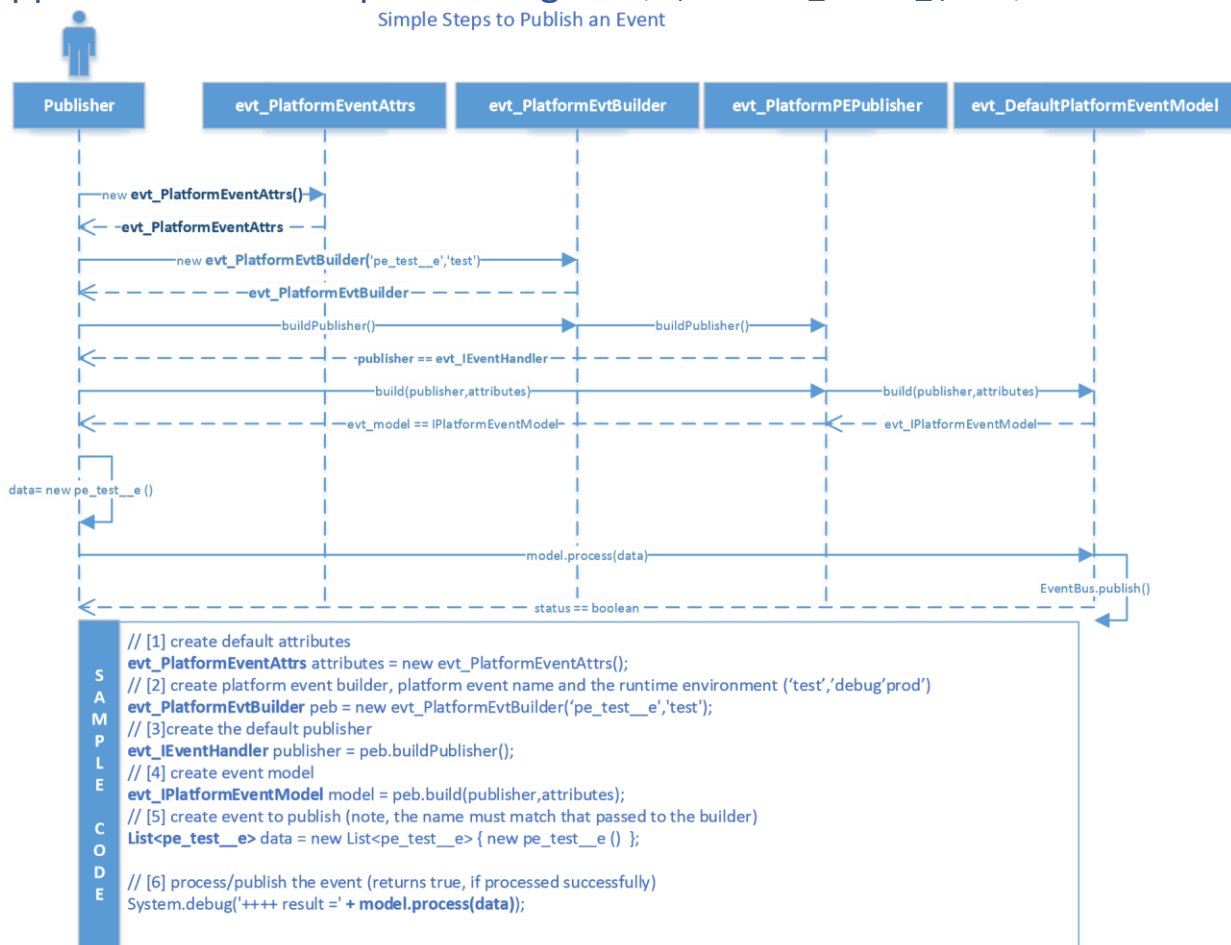 Simple Steps to Publish an Event
Publisher
evt_PlatformEventAttrs
evt_PlatformEvtBuilder
evt_PlatformPEPublisher
evt_DefaultPlatformEventModel
new evt_PlatformEventAttrs()
evt_PlatformEventAttrs
new evt_PlatformEvtBuilder('pe_test__e','test')
evt_PlatformEvtBuilder
buildPublisher()
buildPublisher()
publisher == evt_IEventHandler
build(publisher,attributes)
build(publisher,attributes)
evt_model == IPlatformEventModel
evt_IPlatformEventModel
data= new pe_test__e ()
model.process(data)
EventBus.publish()
status == boolean
SAMPLE CODE
// [1] create default attributes
evt_PlatformEventAttrs attributes = new evt_PlatformEventAttrs();
// [2] create platform event builder, platform event name and the runtime environment (‘test’,’debug’prod’)
evt_PlatformEvtBuilder peb = new evt_PlatformEvtBuilder(‘pe_test__e','test');
// [3]create the default publisher
evt_IEventHandler publisher = peb.buildPublisher();
// [4] create event model
evt_IPlatformEventModel model = peb.build(publisher,attributes);
// [5] create event to publish (note, the name must match that passed to the builder)
List<pe_test__e> data = new List<pe_test__e> { new pe_test__e () };
// [6] process/publish the event (returns true, if processed successfully)
System.debug('++++ result =' + model.process(data));